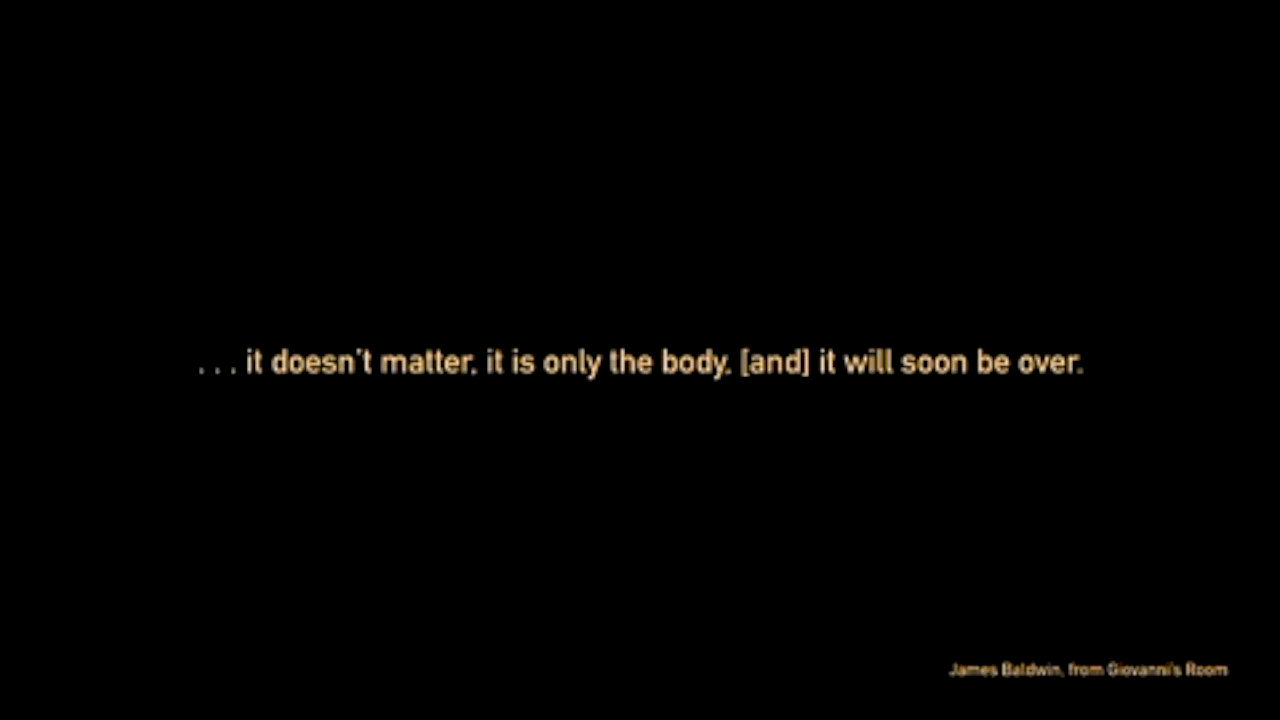 . . . it doesn't matter, it is only the body, [and] it will soon be over.
James Baldwin, from Giovanni's Room